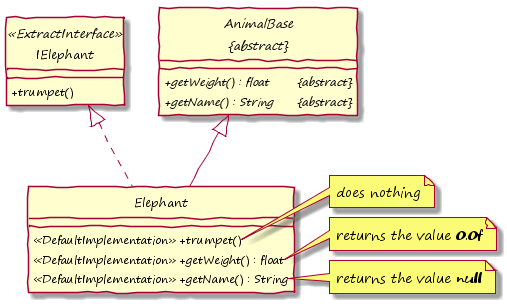 «ExtractInterface»
IElephant
+trumpet()
AnimalBase
{abstract}
+getWeight() : float {abstract}
+getName() : String {abstract}
Elephant
«DefaultImplementation» +trumpet()
«DefaultImplementation» +getWeight() : float
«DefaultImplementation» +getName() : String
does nothing
returns the value 0.0f
returns the value null